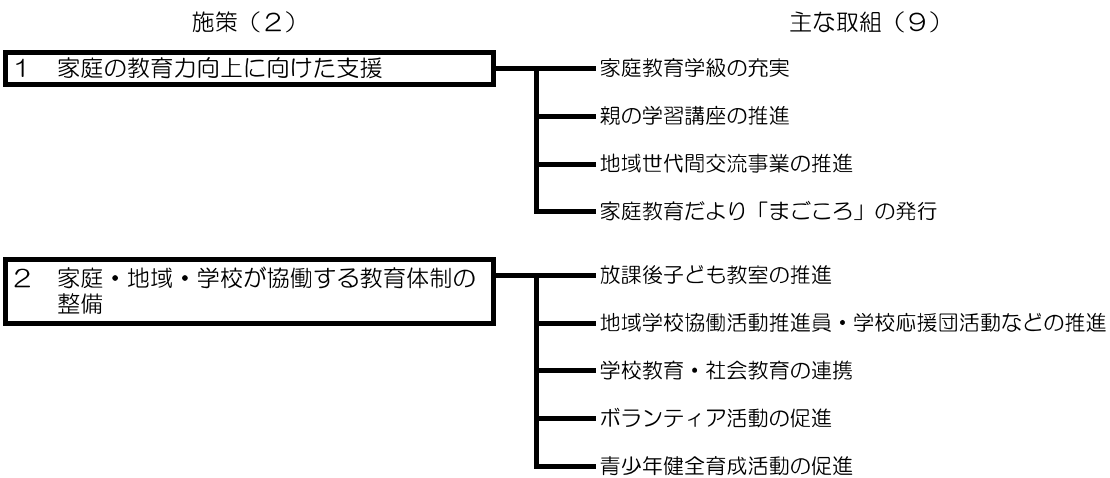 施策（２）
主な取組（９）
１　家庭の教育力向上に向けた支援
家庭教育学級の充実
親の学習講座の推進
地域世代間交流事業の推進
家庭教育だより「まごころ」の発行
２　家庭・地域・学校が協働する教育体制の
整備
放課後子ども教室の推進
地域学校協働活動推進員・学校応援団活動などの推進
学校教育・社会教育の連携
ボランティア活動の促進
青少年健全育成活動の促進